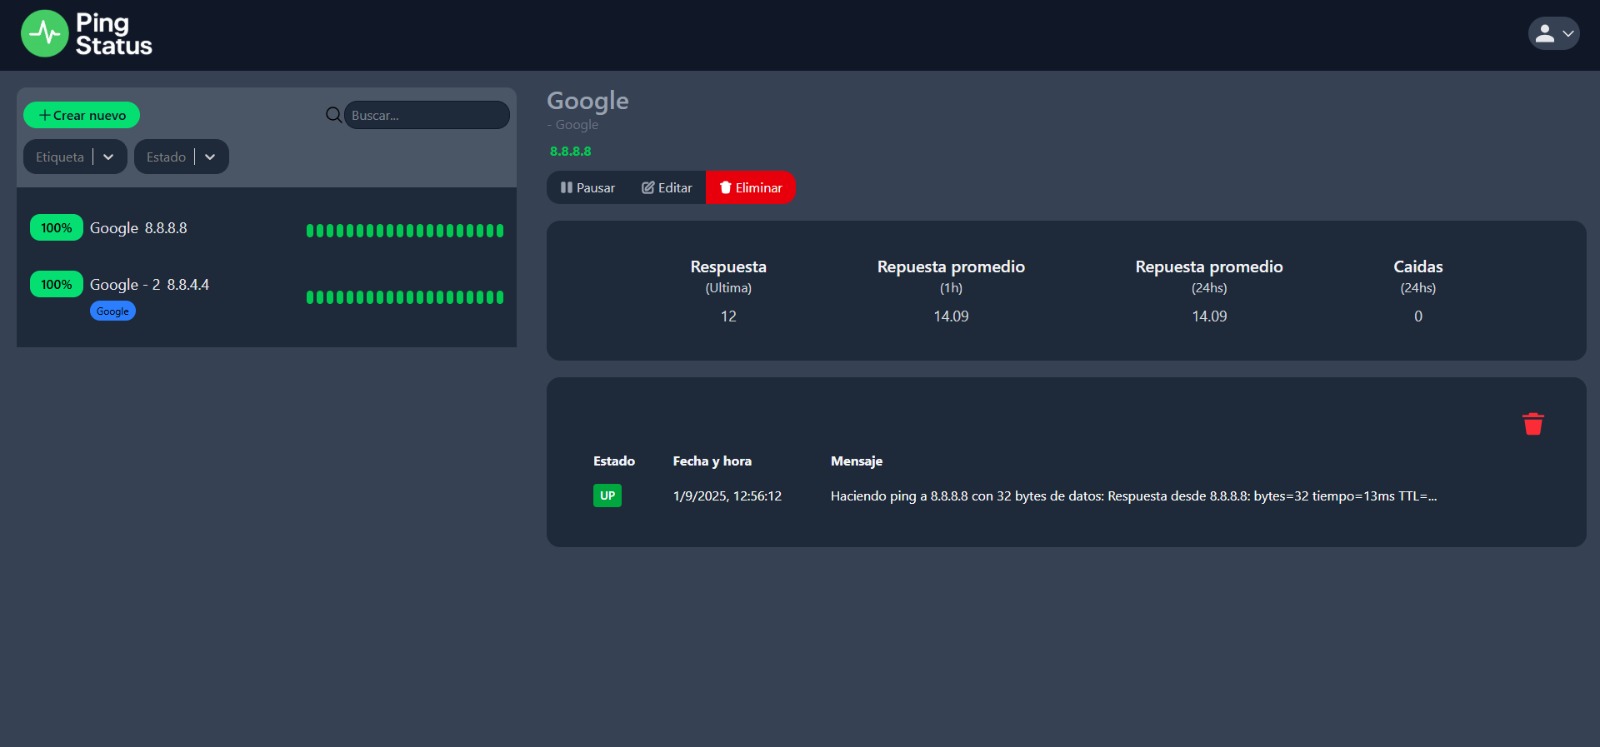 Ping
Status
Crear nuevo
Buscar...
Etiqueta
Estado
100% Google 8.8.8.8
100% Google - 2 8.8.4.4
Google
Google
- Google
8.8.8.8
Pausar Editar Eliminar
Respuesta Repuesta promedio Repuesta promedio Caidas
(Ultima) (1h) (24hs) (24hs)
12 14.09 14.09 0
Estado Fecha y hora Mensaje
UP 1/9/2025, 12:56:12 Haciendo ping a 8.8.8.8 con 32 bytes de datos: Respuesta desde 8.8.8.8: bytes=32 tiempo=13ms TTL=...